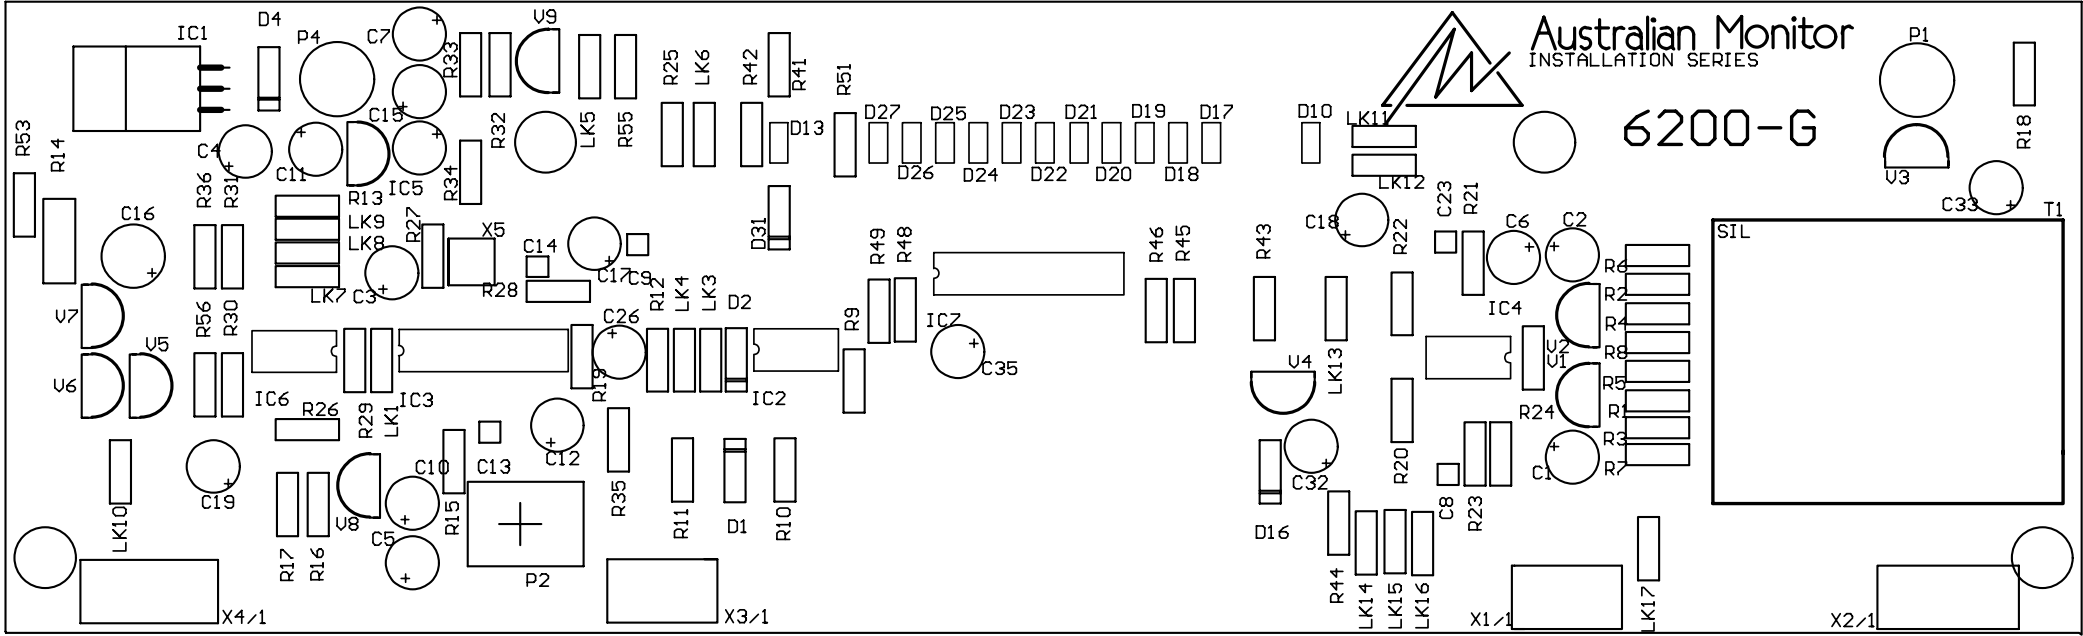 Australian Monitor
INSTALLATION SERIES
6200-G
IC1
D4
P4
C7
R33
V9
R25
LK6
R42
R41
R51
P1
R53
R14
C4
C11
C15
R32
LK5
R55
D13
D27
D25
D23
D21
D19
D17
D10
LK11
R18
D26
D24
D22
D20
D18
LK12
V3
R36
R31
R13
IC5
R34
C33
T1
C16
LK9
LK8
LK7
R27
X5
C14
C17
C9
D31
R49
R48
R46
R45
R43
C18
R22
C23
R21
C6
C2
SIL
C3
R28
R12
LK4
LK3
D2
R9
IC7
IC4
R6
R2
R4
R8
R5
R1
R3
R7
V7
V5
V6
R56
R30
C26
C35
V4
LK13
V2
V1
IC6
R26
R29
LK1
IC3
R19
IC2
R24
C10
C13
C12
R35
R11
D1
R10
C32
D16
R20
C8
R23
C1
LK10
C19
R17
R16
V8
C5
R15
P2
R44
LK14
LK15
LK16
LK17
X4/1
X3/1
X1/1
X2/1